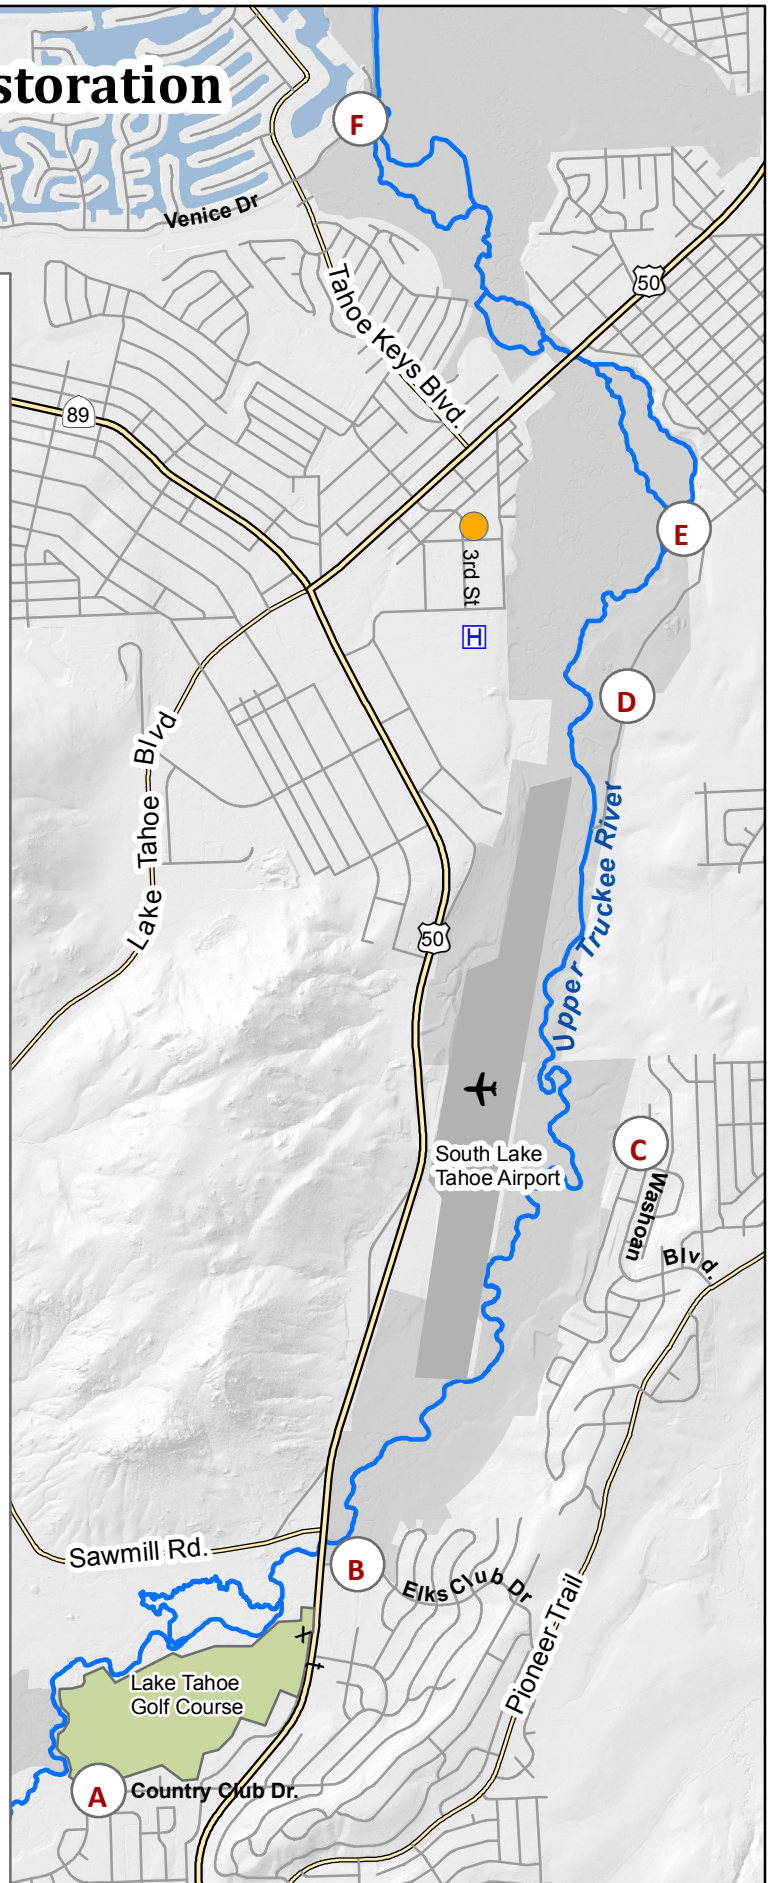 storation
F
Venice Dr
50
Tahoe Keys Blvd.
89
E
3rd St
H
D
Lake Tahoe Blvd
Upper Truckee River
50
South Lake
Tahoe Airport
C
Washoan
Blvd.
Sawmill Rd.
B
Elks Club Dr
Pioneer Trail
Lake Tahoe
Golf Course
A
Country Club Dr.